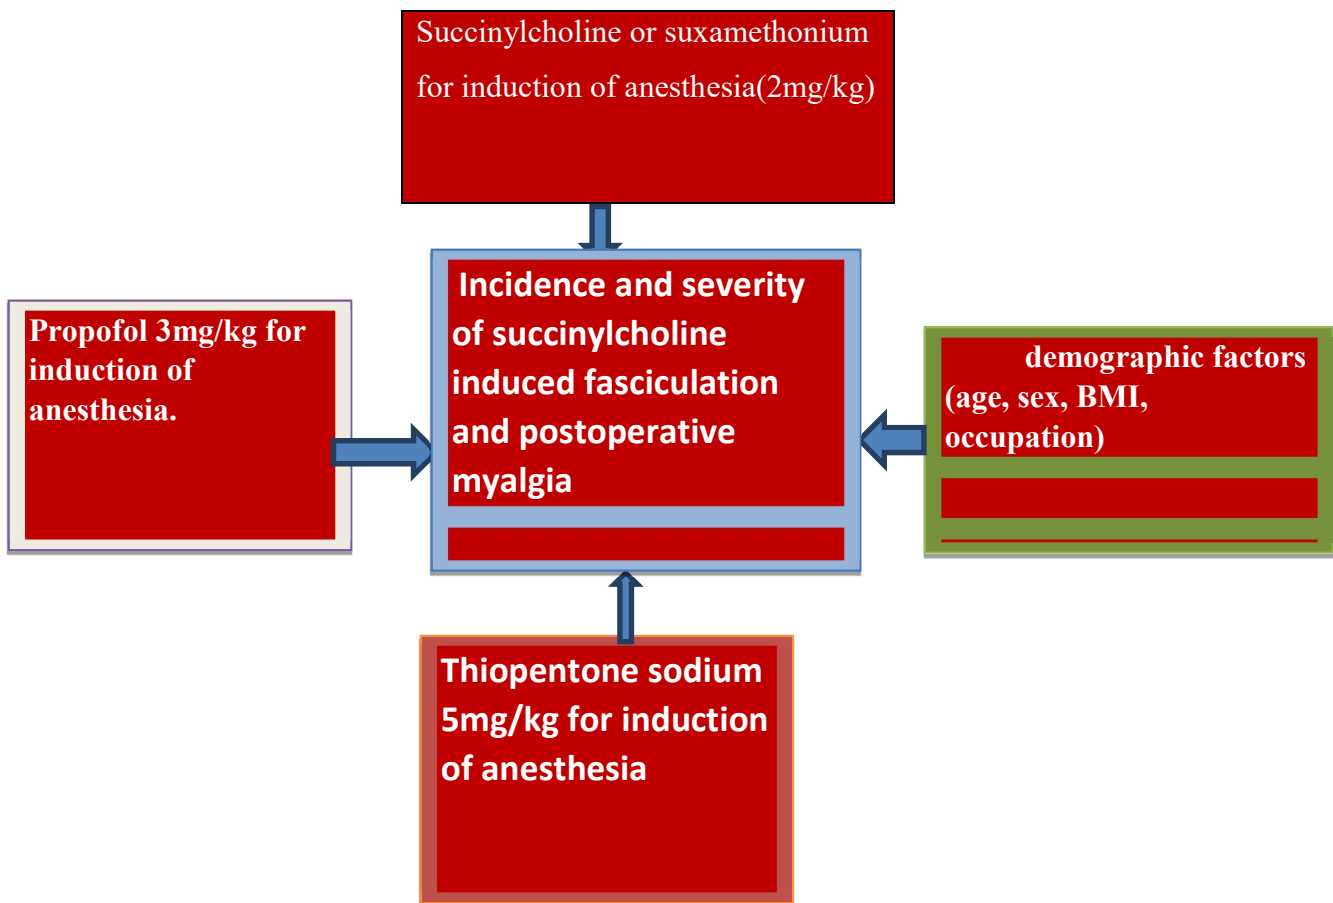 Succinylcholine or suxamethonium
for induction of anesthesia(2mg/kg)
Incidence and severity
of succinylcholine
induced fasciculation
and postoperative
myalgia
Propofol 3mg/kg for
induction of
anesthesia.
demographic factors
(age, sex, BMI,
occupation)
Thiopentone sodium
5mg/kg for induction
of anesthesia